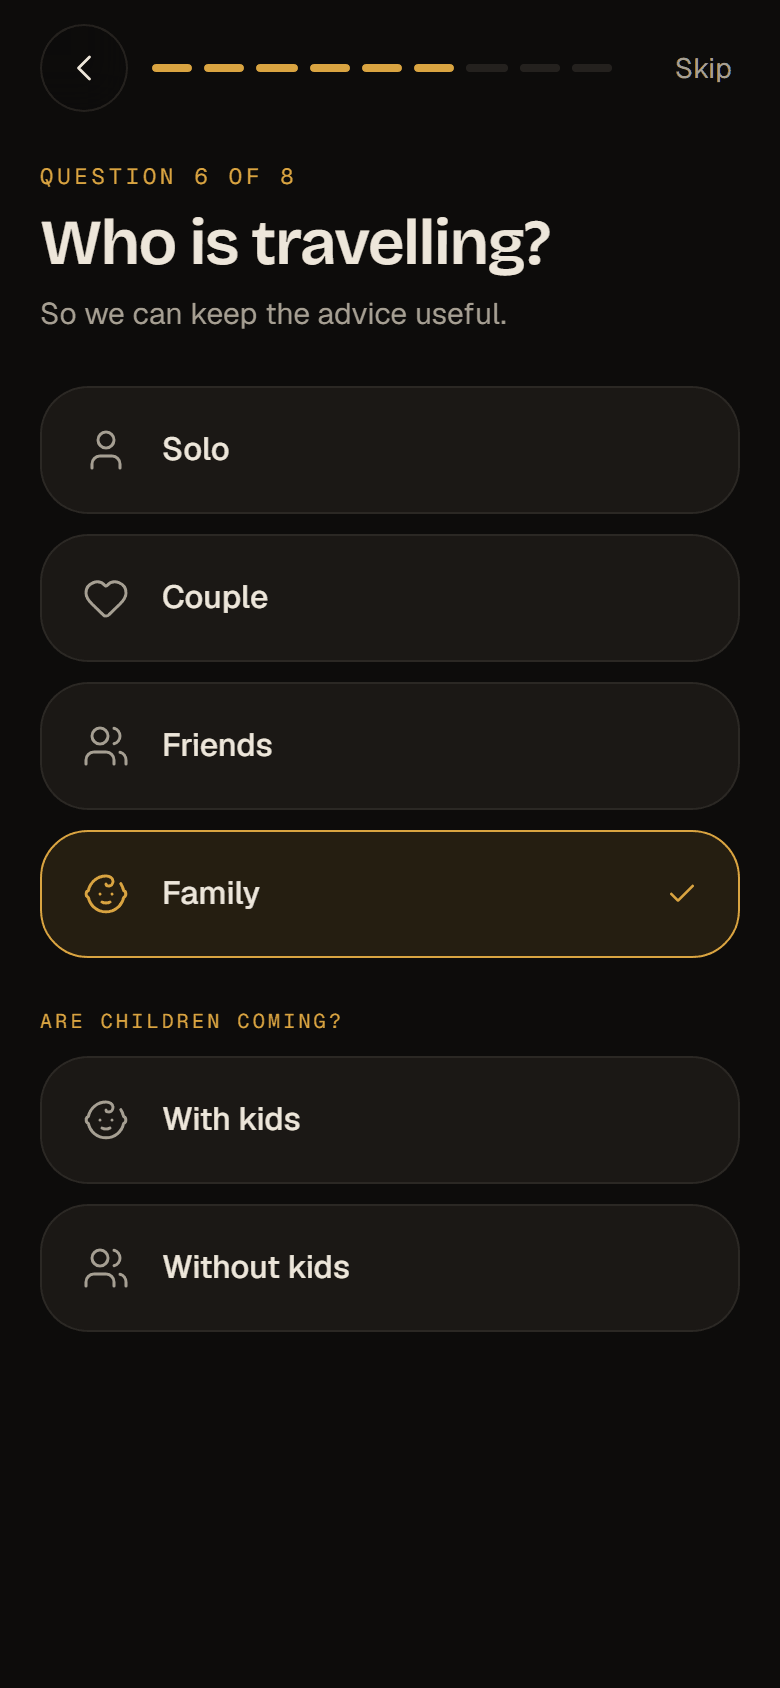 Skip
QUESTION 6 OF 8
Who is travelling?
So we can keep the advice useful.
Solo
Couple
Friends
Family
ARE CHILDREN COMING?
With kids
Without kids